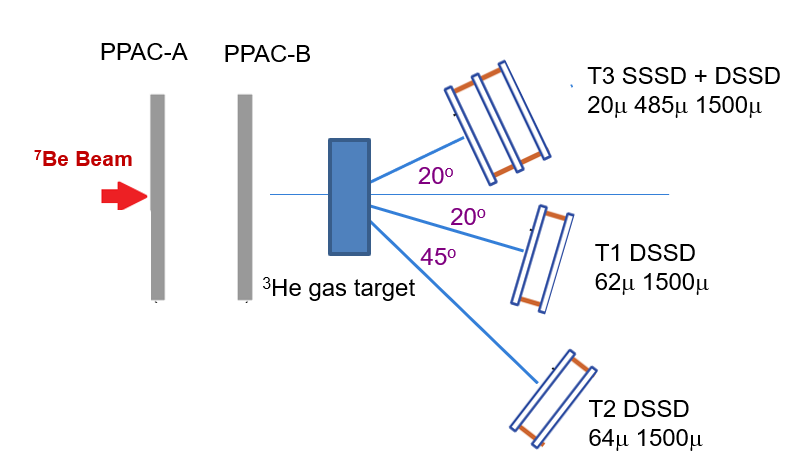 PPAC-A
PPAC-B
⁷Be Beam
T3 SSSD + DSSD
20μ 485μ 1500μ
20º
20º
45º
T1 DSSD
62μ 1500μ
³He gas target
T2 DSSD
64μ 1500μ